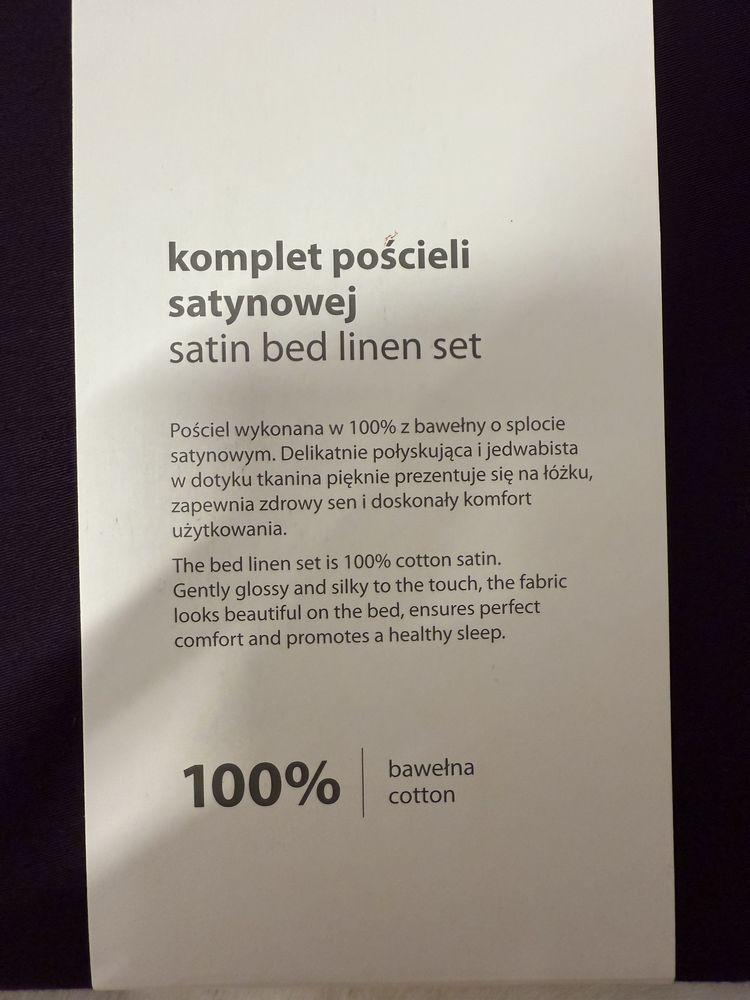 komplet pościeli
satynowej
satin bed linen set
Pościel wykonana w 100% z bawełny o splocie
satynowym. Delikatnie połyskująca i jedwabista
w dotyku tkanina pięknie prezentuje się na łóżku,
zapewnia zdrowy sen i doskonały komfort
użytkowania.
The bed linen set is 100% cotton satin.
Gently glossy and silky to the touch, the fabric
looks beautiful on the bed, ensures perfect
comfort and promotes a healthy sleep.
100%
bawełna
cotton